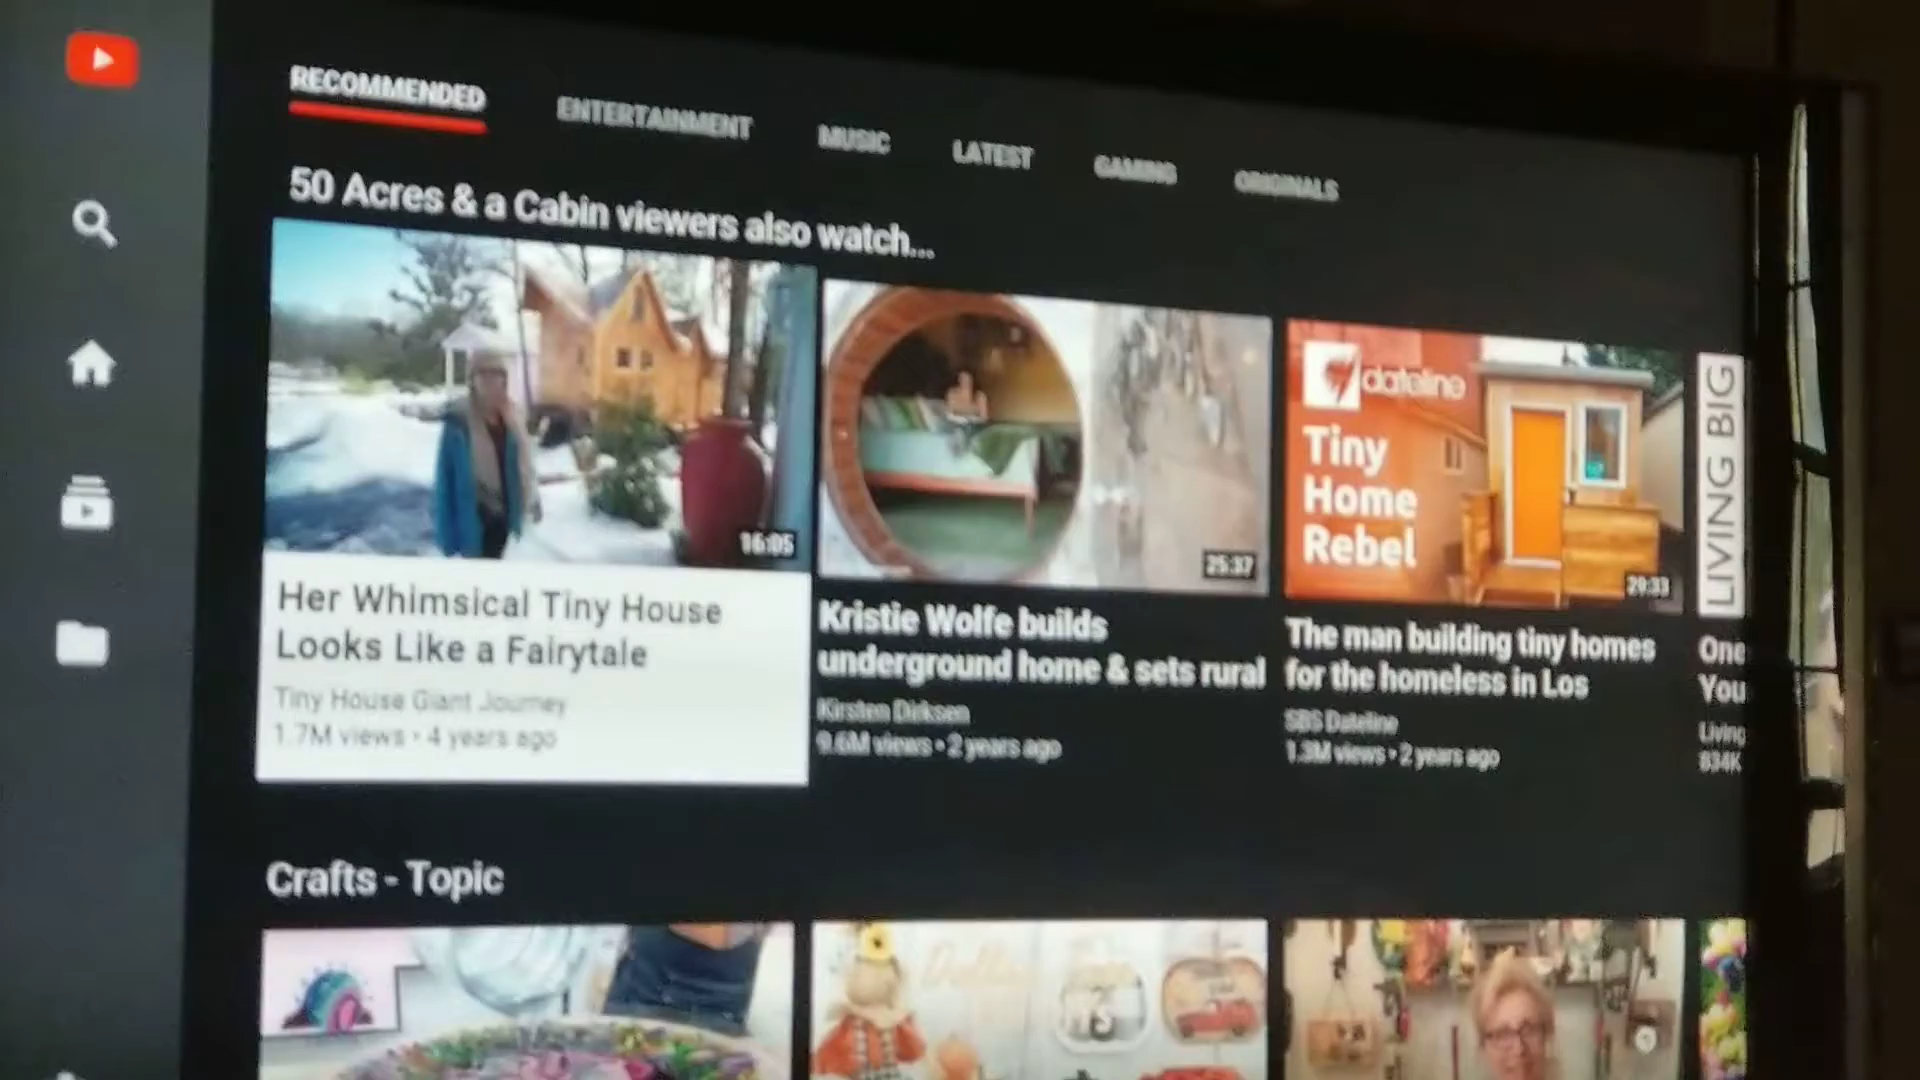 RECOMMENDED
ENTERTAINMENT
MUSIC
LATEST
GAMING
ORIGINALS
50 Acres & a Cabin viewers also watch...
16:05
25:37
dateline
Tiny
Home
Rebel
29:33
LIVING BIG
Her Whimsical Tiny House
Looks Like a Fairytale
Tiny House Giant Journey
1.7M views • 4 years ago
Kristie Wolfe builds
underground home & sets rural
Kirsten Dirksen
9.6M views • 2 years ago
The man building tiny homes
for the homeless in Los
SBS Dateline
1.3M views • 2 years ago
One
You
Living
834K
Crafts - Topic